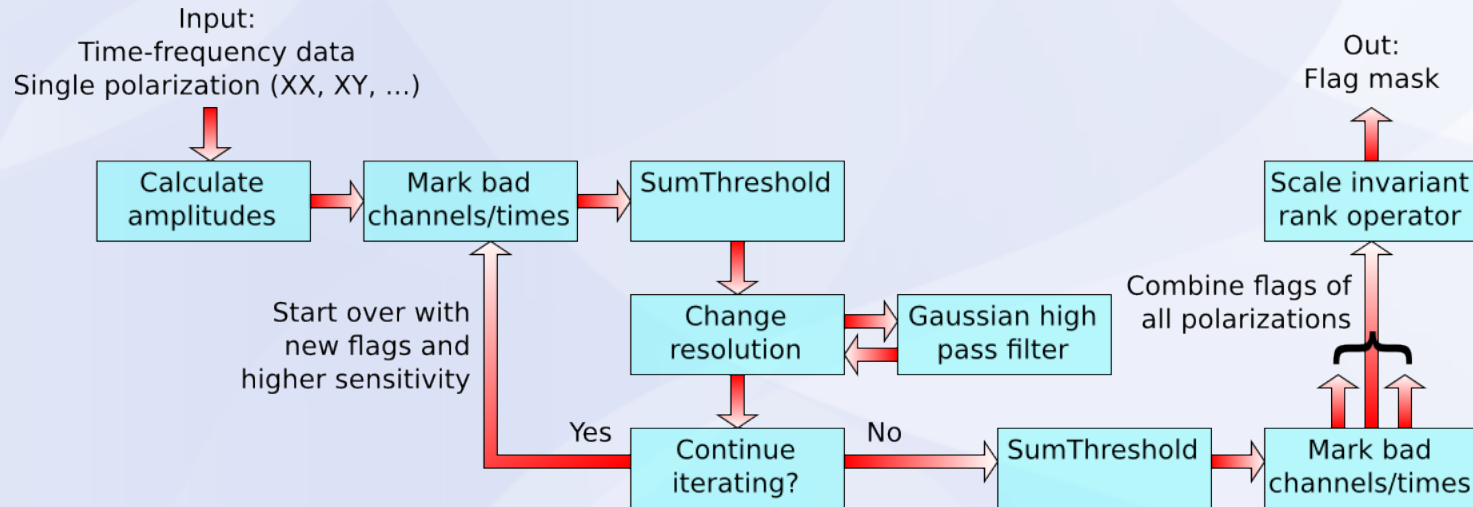 Input:
Time-frequency data
Single polarization (XX, XY, ...)
Out:
Flag mask
Calculate
amplitudes
Mark bad
channels/times
SumThreshold
Scale invariant
rank operator
Start over with
new flags and
higher sensitivity
Change
resolution
Gaussian high
pass filter
Combine flags of
all polarizations
Yes
Continue
iterating?
No
SumThreshold
Mark bad
channels/times